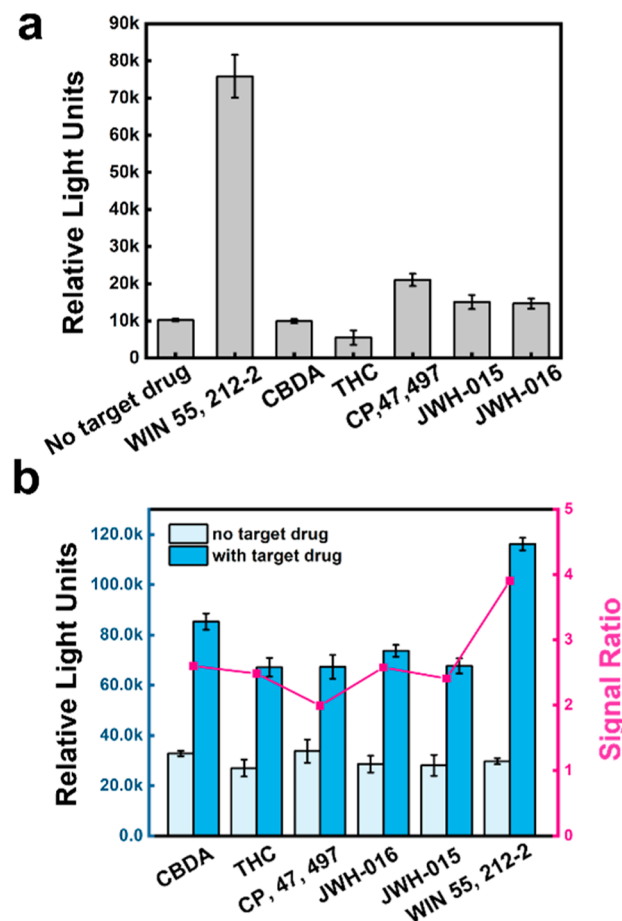 a
Relative Light Units
90k
80k
70k
60k
50k
40k
30k
20k
10k
0
No target drug
WIN 55, 212-2
CBDA
THC
CP,47,497
JWH-015
JWH-016
b
Relative Light Units
120.0k
100.0k
80.0k
60.0k
40.0k
20.0k
0.0
no target drug
with target drug
5
4
3
2
1
0
Signal Ratio
CBDA
THC
CP, 47, 497
JWH-016
JWH-015
WIN 55, 212-2